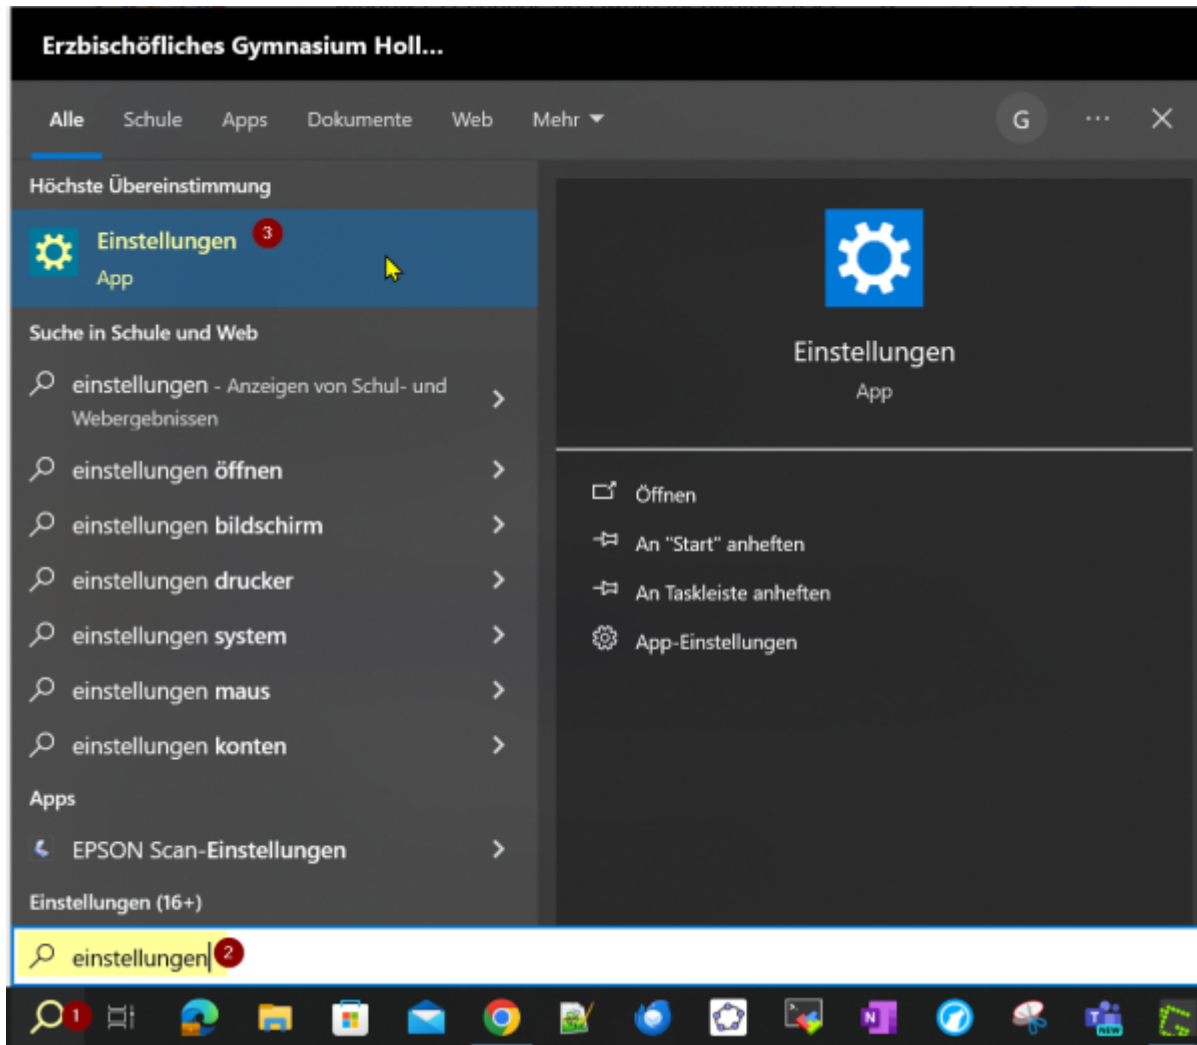 Erzbischöfliches Gymnasium Holl...
Alle Schule Apps Dokumente Web Mehr
G ...
Höchste Übereinstimmung
Einstellungen 3
App
Suche in Schule und Web
einstellungen - Anzeigen von Schul- und
Webergebnissen
einstellungen öffnen
einstellungen bildschirm
einstellungen drucker
einstellungen system
einstellungen maus
einstellungen konten
Apps
EPSON Scan-Einstellungen
Einstellungen (16+)
Einstellungen
App
Öffnen
An "Start" anheften
An Taskleiste anheften
App-Einstellungen
einstellungen 2
1
N
T
NEW